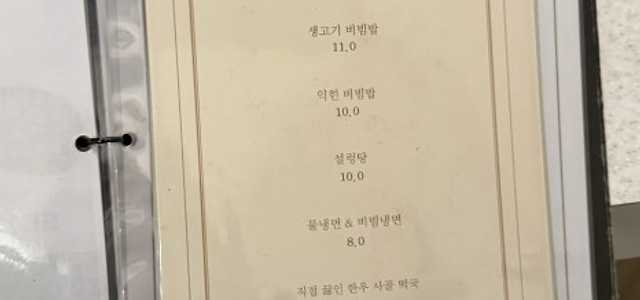 생고기 비빔밥
11.0
익힌 비빔밥
10.0
설렁탕
10.0
물냉면 & 비빔냉면
8.0
직접 끓인 한우 사골 떡국